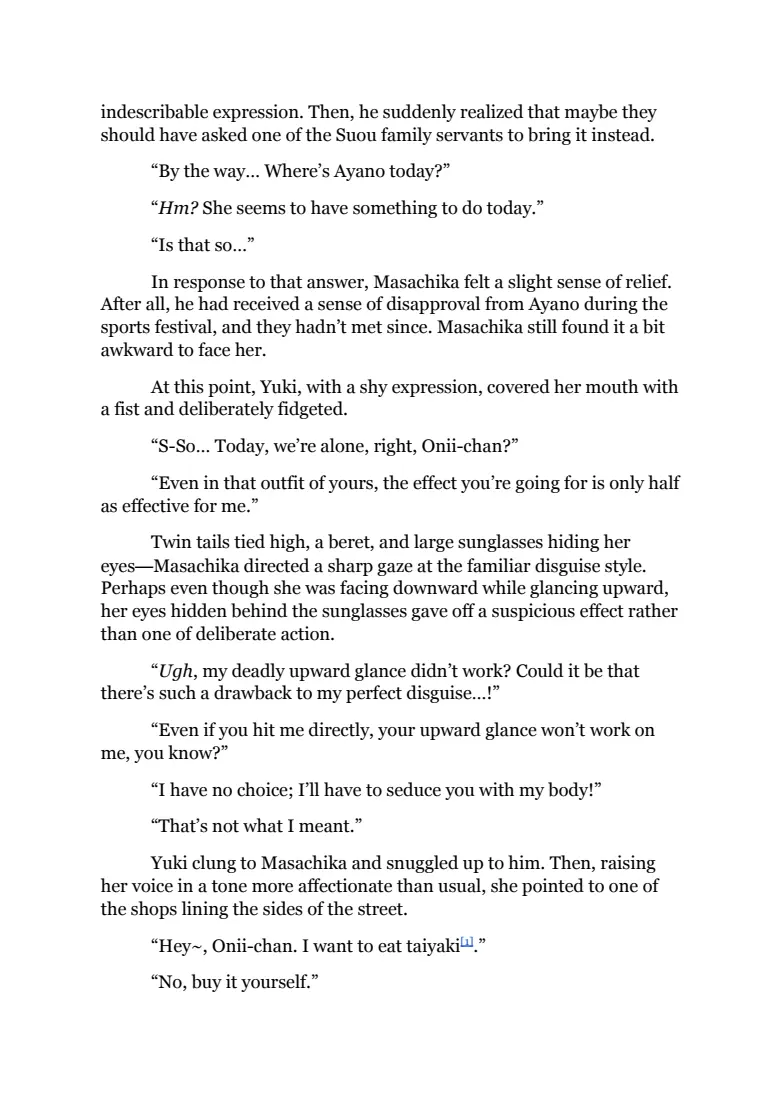 indescribable expression. Then, he suddenly realized that maybe they
should have asked one of the Suou family servants to bring it instead.
“By the way… Where’s Ayano today?”
“Hm? She seems to have something to do today.”
“Is that so…”
In response to that answer, Masachika felt a slight sense of relief.
After all, he had received a sense of disapproval from Ayano during the
sports festival, and they hadn’t met since. Masachika still found it a bit
awkward to face her.
At this point, Yuki, with a shy expression, covered her mouth with
a fist and deliberately fidgeted.
“S-So… Today, we’re alone, right, Onii-chan?”
“Even in that outfit of yours, the effect you’re going for is only half
as effective for me.”
Twin tails tied high, a beret, and large sunglasses hiding her
eyes—Masachika directed a sharp gaze at the familiar disguise style.
Perhaps even though she was facing downward while glancing upward,
her eyes hidden behind the sunglasses gave off a suspicious effect rather
than one of deliberate action.
“Ugh, my deadly upward glance didn’t work? Could it be that
there’s such a drawback to my perfect disguise…!”
“Even if you hit me directly, your upward glance won’t work on
me, you know?”
“I have no choice; I’ll have to seduce you with my body!”
“That’s not what I meant.”
Yuki clung to Masachika and snuggled up to him. Then, raising
her voice in a tone more affectionate than usual, she pointed to one of
the shops lining the sides of the street.
“Hey~, Onii-chan. I want to eat taiyaki[1].”
“No, buy it yourself.”